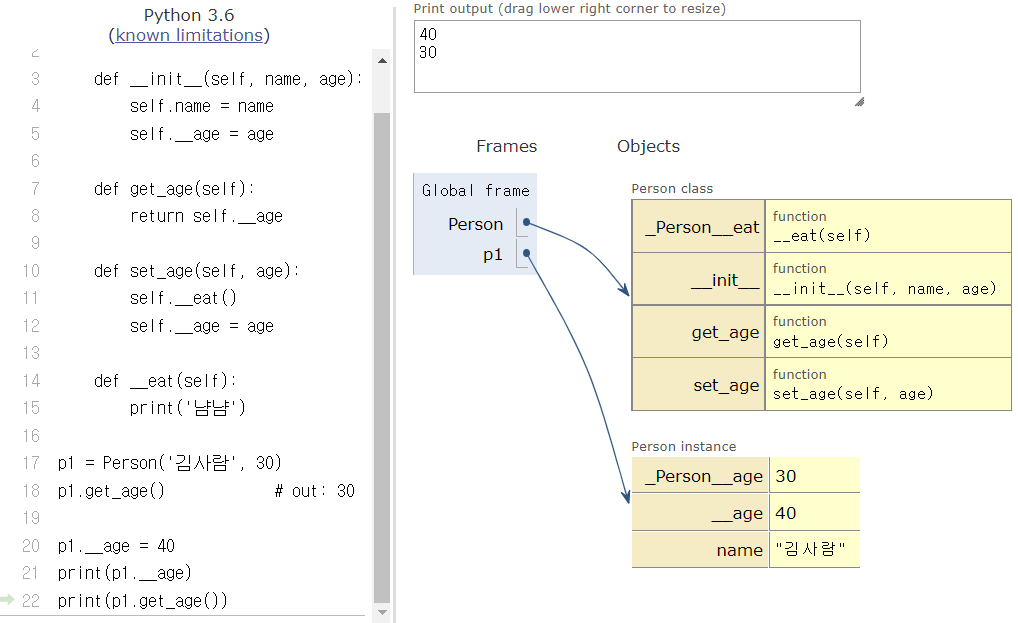 Python 3.6
(known limitations)
2
3 def __init__(self, name, age):
4 self.name = name
5 self.__age = age
6
7 def get_age(self):
8 return self.__age
9
10 def set_age(self, age):
11 self.__eat()
12 self.__age = age
13
14 def __eat(self):
15 print('냠냠')
16
17 p1 = Person('김사람', 30)
18 p1.get_age() # out: 30
19
20 p1.__age = 40
21 print(p1.__age)
22 print(p1.get_age())
Print output (drag lower right corner to resize)
40
30
Frames Objects
Global frame
Person
p1
Person class
_Person__eat function
__eat(self)
__init__ function
__init__(self, name, age)
get_age function
get_age(self)
set_age function
set_age(self, age)
Person instance
_Person__age 30
__age 40
name "김사람"